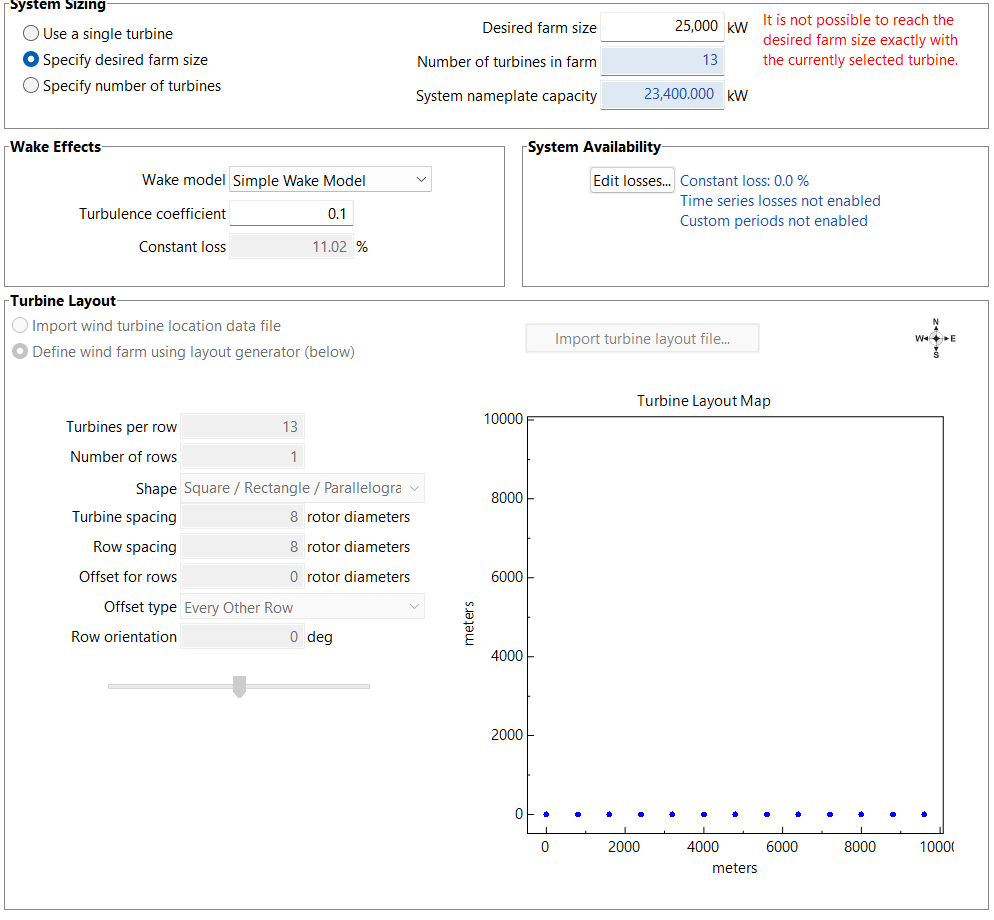 System Sizing
Use a single turbine
Specify desired farm size
Specify number of turbines
Desired farm size 25,000 kW
Number of turbines in farm 13
System nameplate capacity 23,400.000 kW
It is not possible to reach the
desired farm size exactly with
the currently selected turbine.
Wake Effects
Wake model Simple Wake Model
Turbulence coefficient 0.1
Constant loss 11.02 %
System Availability
Edit losses... Constant loss: 0.0 %
Time series losses not enabled
Custom periods not enabled
Turbine Layout
Import wind turbine location data file
Define wind farm using layout generator (below)
Import turbine layout file...
N
W E
S
Turbines per row 13
Number of rows 1
Shape Square / Rectangle / Parallelogra
Turbine spacing 8 rotor diameters
Row spacing 8 rotor diameters
Offset for rows 0 rotor diameters
Offset type Every Other Row
Row orientation 0 deg
Turbine Layout Map
10000
8000
6000
4000
2000
0
meters
0 2000 4000 6000 8000 10000
meters